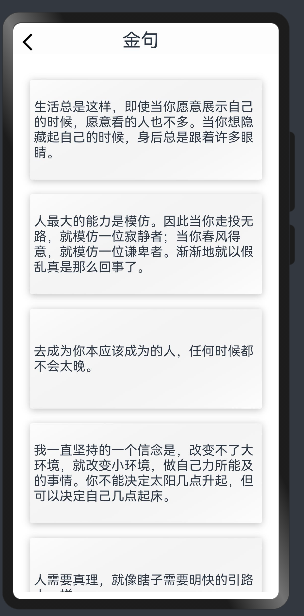 金句
生活总是这样，即使当你愿意展示自己
的时候，愿意看的人也不多。当你想隐
藏起自己的时候，身后总是跟着许多眼
睛。
人最大的能力是模仿。因此当你走投无
路，就模仿一位寂静者；当你春风得
意，就模仿一位谦卑者。渐渐地就以假
乱真是那么回事了。
去成为你本应该成为的人，任何时候都
不会太晚。
我一直坚持的一个信念是，改变不了大
环境，就改变小环境，做自己力所能及
的事情。你不能决定太阳几点升起，但
可以决定自己几点起床。
人需要真理，就像瞎子需要明快的引路